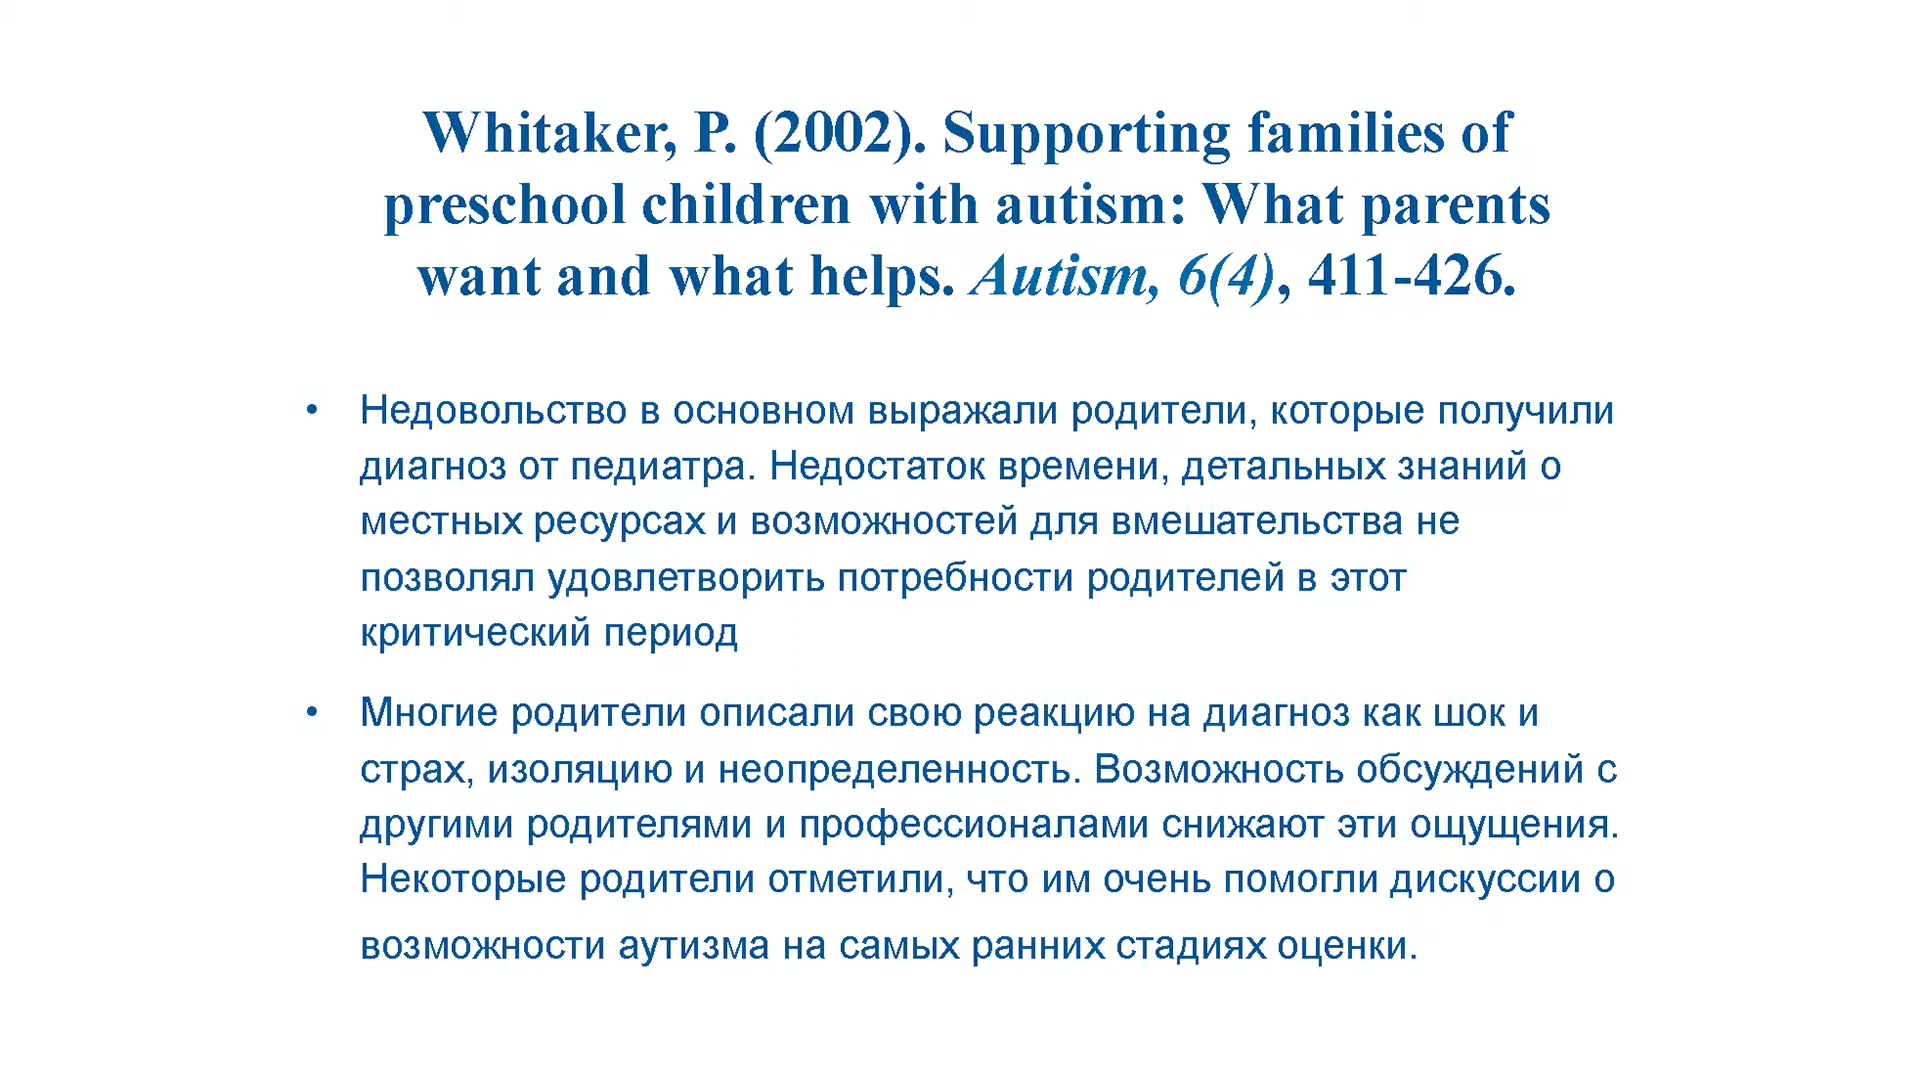 Whitaker, P. (2002). Supporting families of
preschool children with autism: What parents
want and what helps. Autism, 6(4), 411-426.
• Недовольство в основном выражали родители, которые получили
диагноз от педиатра. Недостаток времени, детальных знаний о
местных ресурсах и возможностей для вмешательства не
позволял удовлетворить потребности родителей в этот
критический период
• Многие родители описали свою реакцию на диагноз как шок и
страх, изоляцию и неопределенность. Возможность обсуждений с
другими родителями и профессионалами снижают эти ощущения.
Некоторые родители отметили, что им очень помогли дискуссии о
возможности аутизма на самых ранних стадиях оценки.